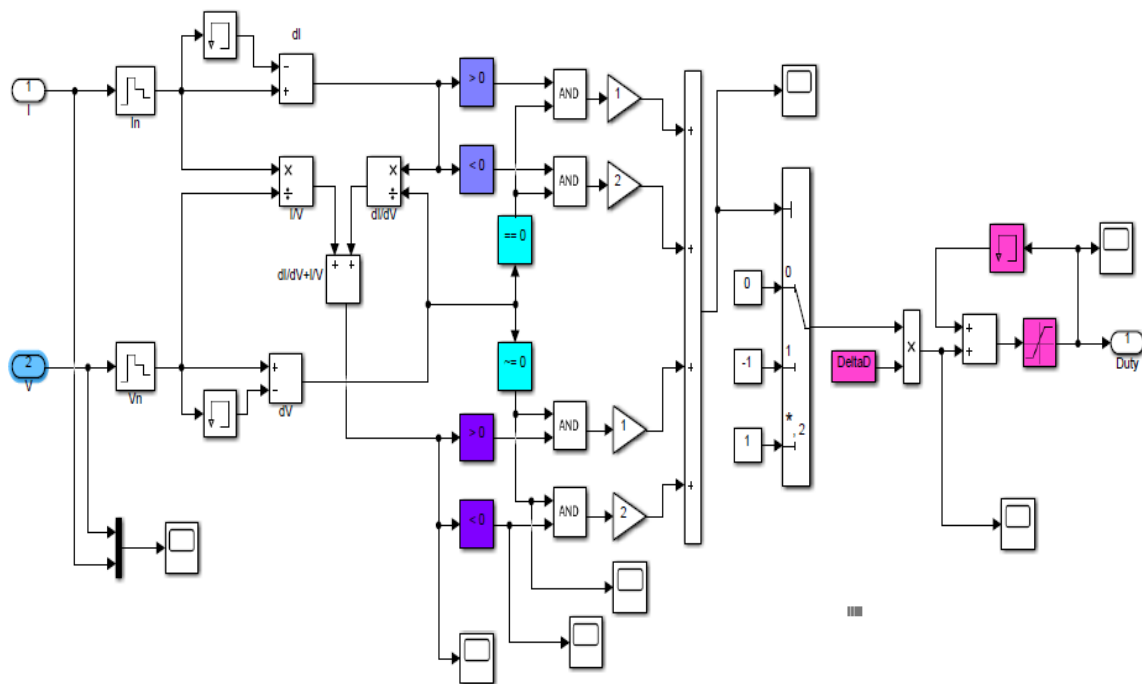 dI
1
I
In
-
+
> 0
AND
1
+
×
÷
I/V
×
÷
dI/dV
< 0
AND
2
+
== 0
dI/dV+I/V
+ +
0
0
2
V
Vn
+
-
dV
~= 0
1
-1
DeltaD
×
+
+
1
Duty
> 0
AND
1
+
*, 2
1
< 0
AND
2
+